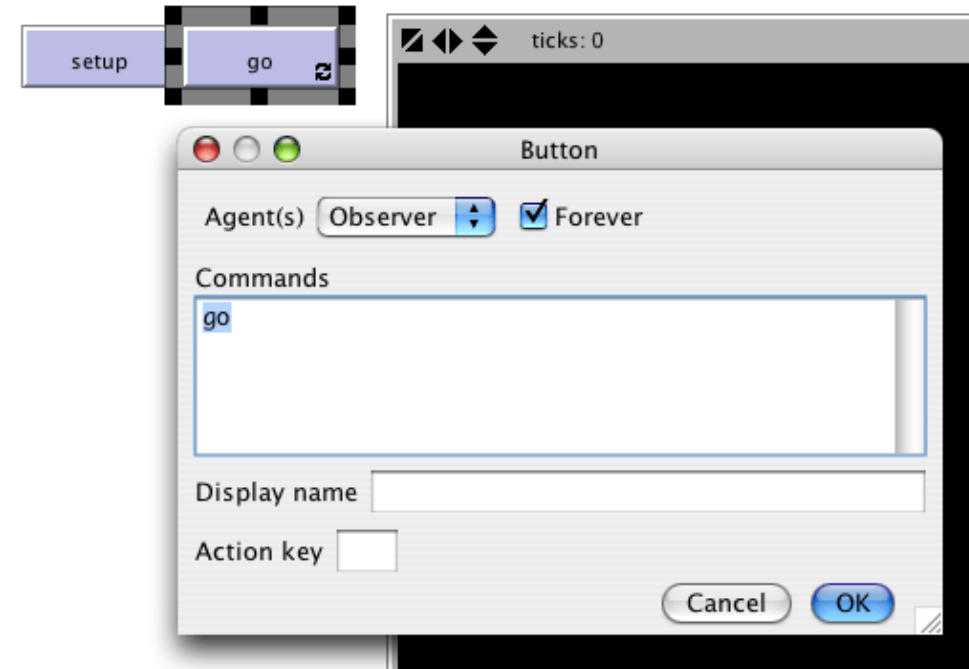 setup
go
ticks: 0
Button
Agent(s) Observer Forever
Commands
go
Display name
Action key
Cancel OK